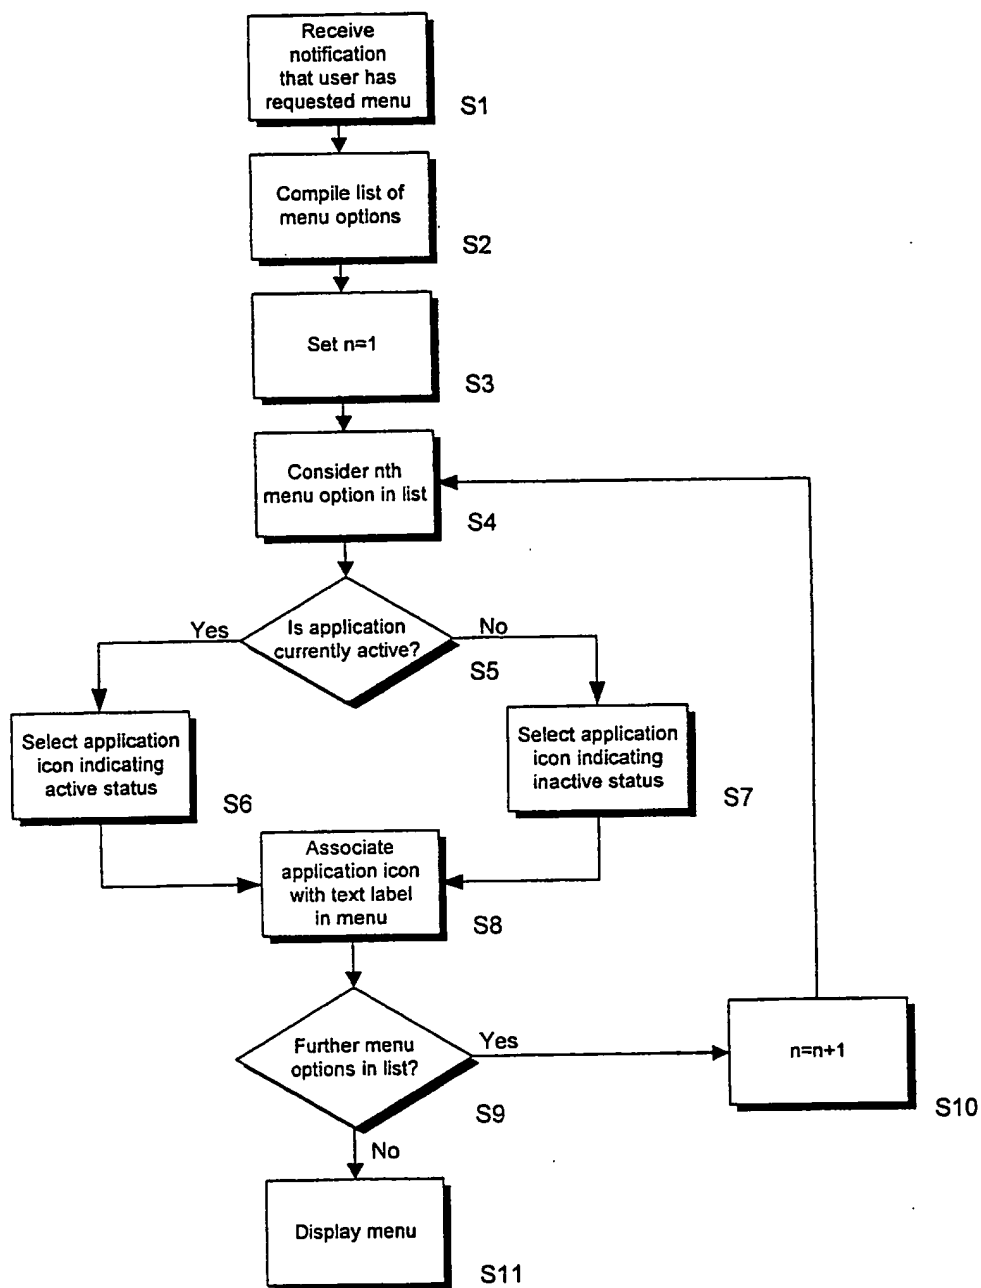 Receive
notification
that user has
requested menu
S1
Compile list of
menu options
S2
Set n=1
S3
Consider nth
menu option in list
S4
Is application
currently active?
Yes
No
S5
Select application
icon indicating
active status
S6
Select application
icon indicating
inactive status
S7
Associate
application icon
with text label
in menu
S8
Further menu
options in list?
Yes
S9
n=n+1
S10
No
Display menu
S11